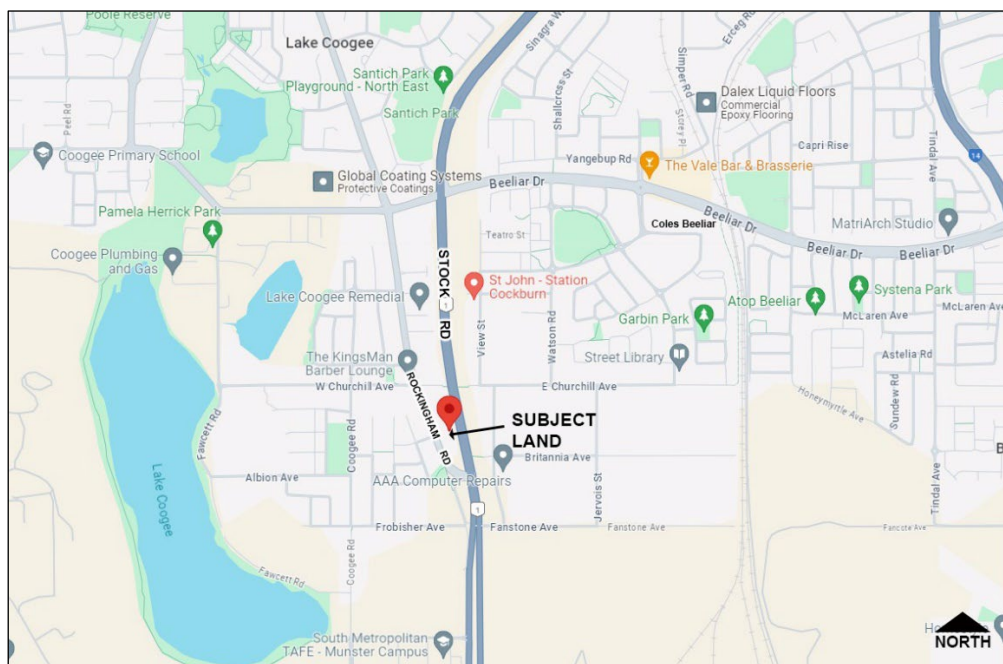 Poore Reserve
Lake Coogee
Sinagra
Erceg Rd
Simper Rd
Santich Park
Playground - North East
Santich Park
Shallcross St
Dalex Liquid Floors
Commercial
Epoxy Flooring
Storey Pl
Peel Rd
Coogee Primary School
Capri Rise
Tindal Ave
14
Yangebup Rd
The Vale Bar & Brasserie
Global Coating Systems
Protective Coatings
Beeliar Dr
Pamela Herrick Park
Beeliar Dr
MatriArch Studio
Coles Beeliar
Teatro St
Coogee Plumbing
and Gas
Beeliar Dr
Beeliar Dr
STOCK RD
1
St John - Station
Cockburn
Lake Coogee Remedial
View St
Watson Rd
Garbin Park
Atop Beeliar
Systena Park
McLaren Ave
McLaren Ave
Street Library
Astelia Rd
The KingsMan
Barber Lounge
W Churchill Ave
E Churchill Ave
Honeymyrtle Ave
Sundew Rd
ROCKINGHAM RD
SUBJECT
LAND
Fawcett Rd
Coogee Rd
Britannia Ave
Lake Coogee
Albion Ave
AAA Computer Repairs
Jervois St
Tindal Ave
1
Frobisher Ave
Fanstone Ave
Fanstone Ave
Coogee Rd
Fawcett Rd
South Metropolitan
TAFE - Munster Campus
NORTH